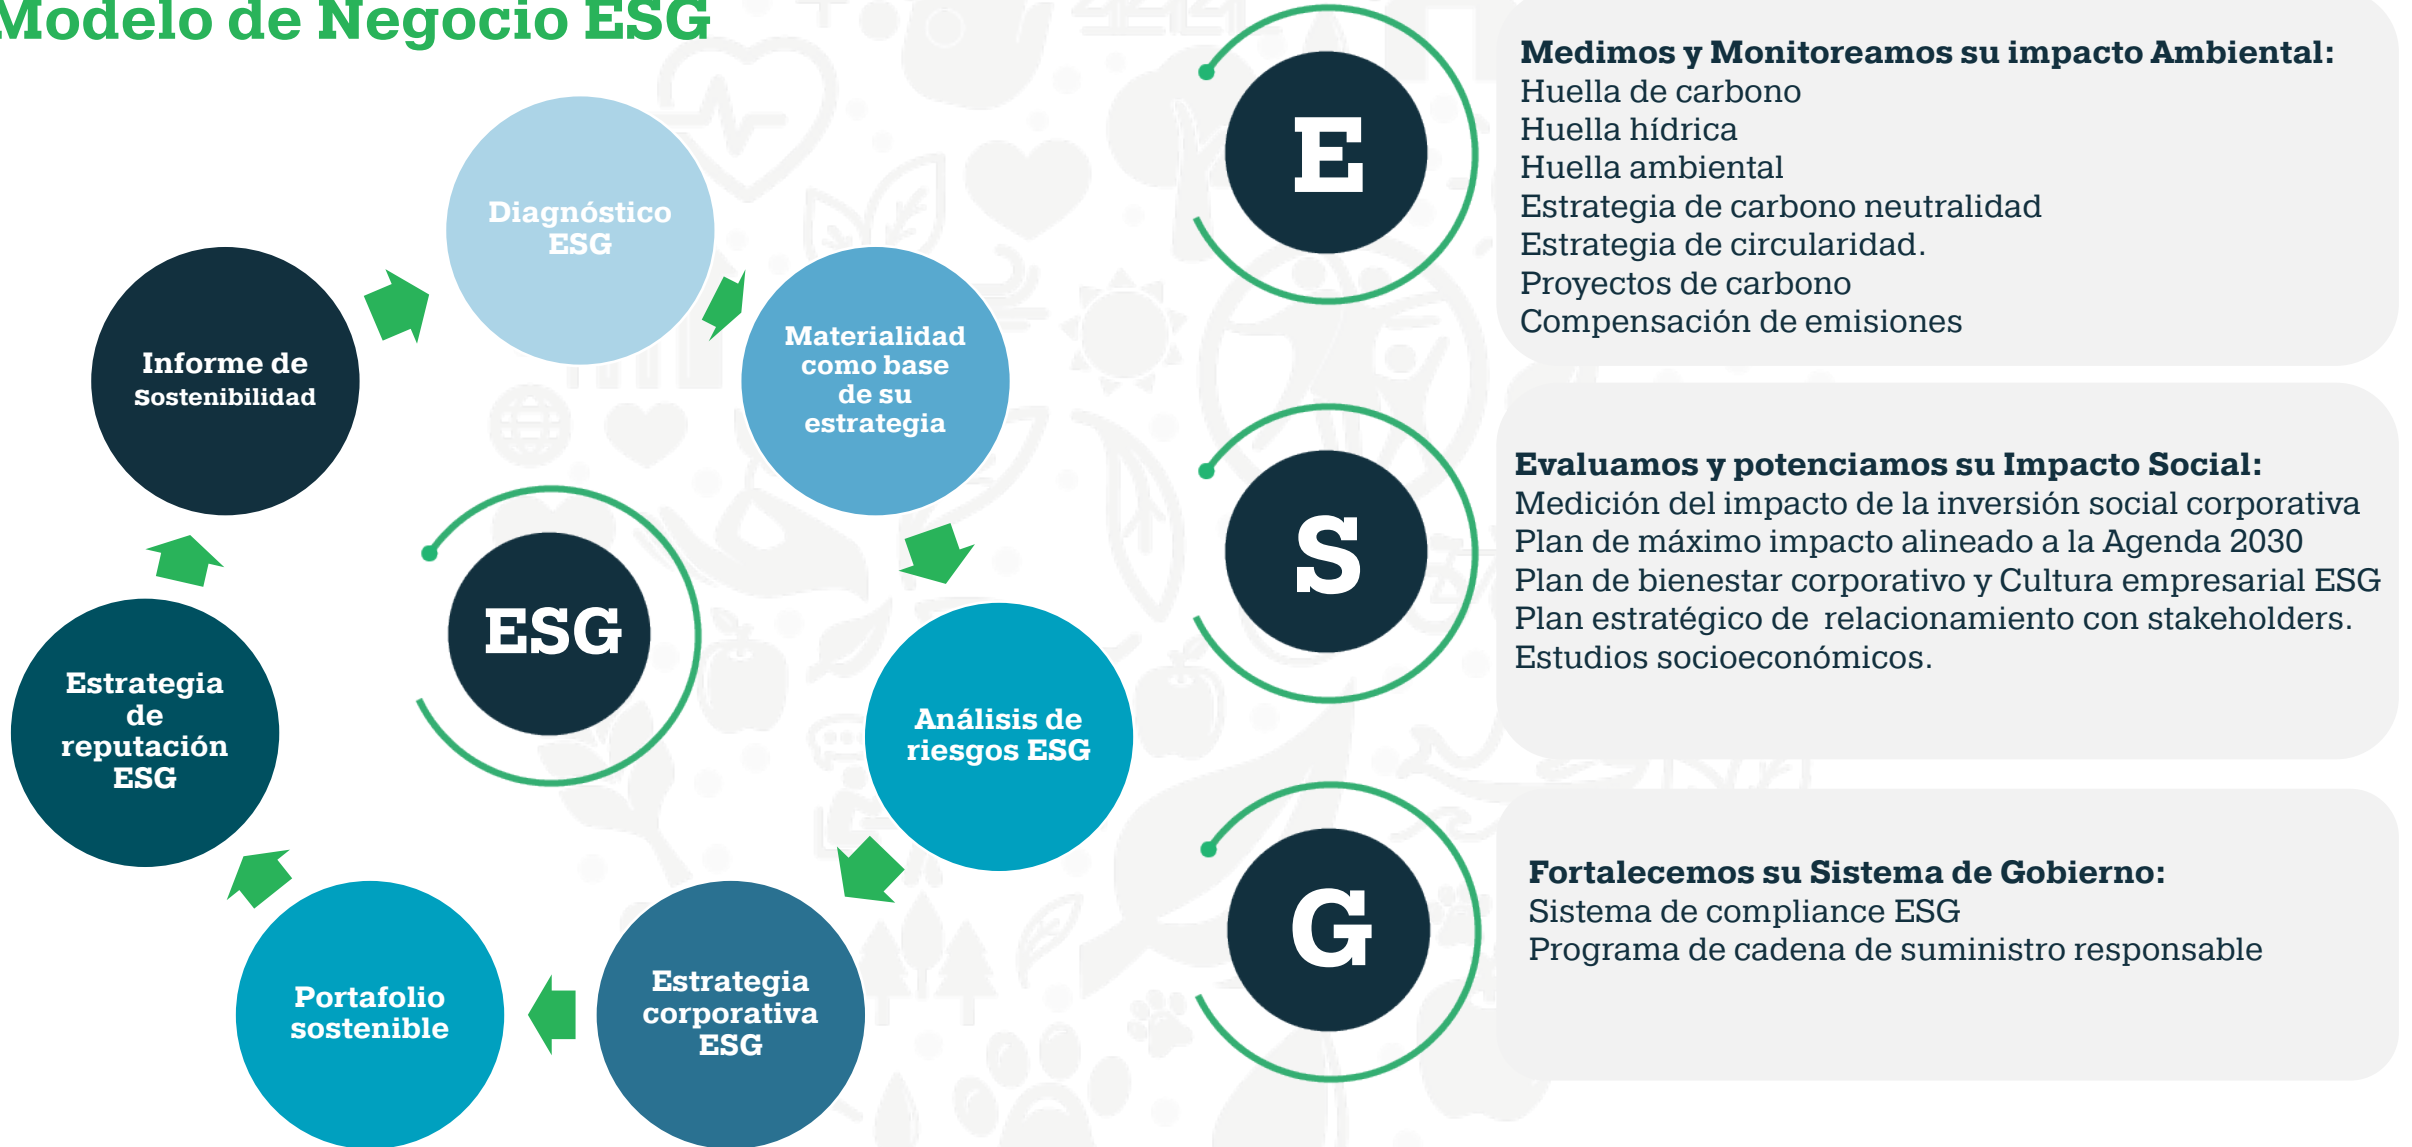 Modelo de Negocio ESG
Diagnóstico
ESG
Materialidad
como base
de su
estrategia
Análisis de
riesgos ESG
Estrategia
corporativa
ESG
Portafolio
sostenible
Estrategia
de
reputación
ESG
Informe de
Sostenibilidad
ESG
E
Medimos y Monitoreamos su impacto Ambiental:
Huella de carbono
Huella hídrica
Huella ambiental
Estrategia de carbono neutralidad
Estrategia de circularidad.
Proyectos de carbono
Compensación de emisiones
S
Evaluamos y potenciamos su Impacto Social:
Medición del impacto de la inversión social corporativa
Plan de máximo impacto alineado a la Agenda 2030
Plan de bienestar corporativo y Cultura empresarial ESG
Plan estratégico de  relacionamiento con stakeholders.
Estudios socioeconómicos.
G
Fortalecemos su Sistema de Gobierno:
Sistema de compliance ESG
Programa de cadena de suministro responsable